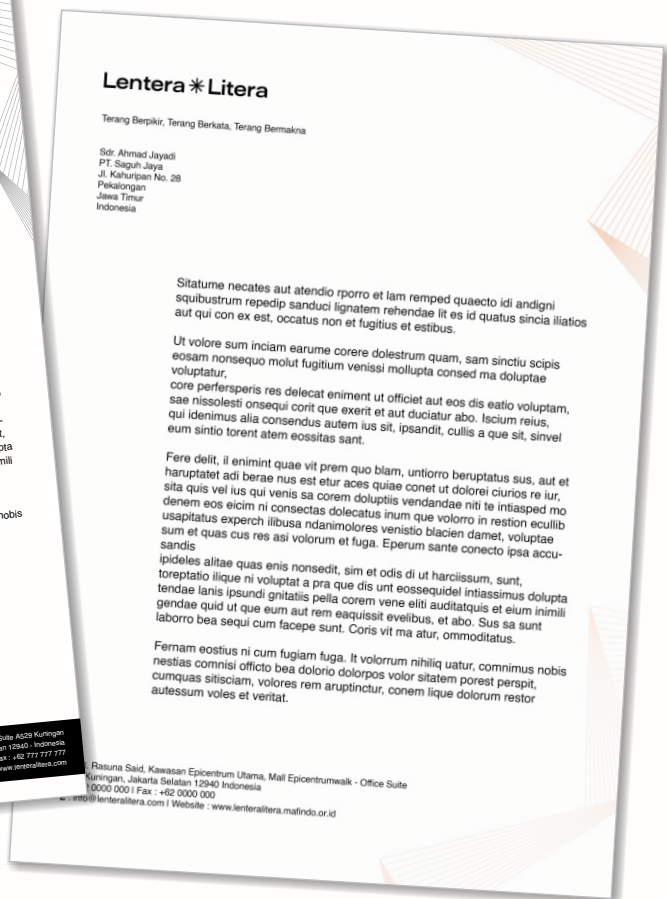 Lentera✳Litera
Terang Berpikir, Terang Berkata, Terang Bermakna
Sdr. Ahmad Jayadi
PT. Saguh Jaya
Jl. Kahuripan No. 28
Pekalongan
Jawa Timur
Indonesia
Sitatume necates aut atendio rporro et lam remped quaecto idi andigni
squibustrum repedip sanduci lignatem rehendae lit es id quatus sincia iliatios
aut qui con ex est, occatus non et fugitius et estibus.
Ut volore sum inciam earume corere dolestrum quam, sam sinctiu scipis
eosam nonsequo molut fugitium venissi mollupta consed ma doluptae
voluptatur,
core perfersperis res delecat eniment ut officiet aut eos dis eatio voluptam,
sae nissolesti onsequi corit que exerit et aut duciatur abo. Iscium reius,
qui idenimus alia consendus autem ius sit, ipsandit, cullis a que sit, sinvel
eum sintio torent atem eossitas sant.
Fere delit, il enimint quae vit prem quo blam, untiorro beruptatus sus, aut et
haruptatet adi berae nus est etur aces quiae conet ut dolorei ciurios re iur,
sita quis vel ius qui venis sa corem doluptiis vendandae niti te intiasped mo
denem eos eicim ni consectas dolecatus inum que volorro in restion ecullib
usapitatus experch ilibusa ndanimolores venistio blacien damet, voluptae
sum et quas cus res asi volorum et fuga. Eperum sante conecto ipsa accu-
sandis
ipideles alitae quas enis nonsedit, sim et odis di ut harciissum, sunt,
toreptatio ilique ni voluptat a pra que dis unt eossequidel intiassimus dolupta
tendae lanis ipsundi gnitatiis pella corem vene eliti auditatquis et eium inimili
gendae quid ut que eum aut rem eaquissit evelibus, et abo. Sus sa sunt
laborro bea sequi cum facepe sunt. Coris vit ma atur, ommoditatus.
Fernam eostius ni cum fugiam fuga. It volorrum nihiliq uatur, comnimus nobis
nestias comnisi officto bea dolorio dolorpos volor sitatem porest perspit,
cumquas sitisciam, volores rem aruptinctur, conem lique dolorum restor
autessum voles et veritat.
Rasuna Said, Kawasan Epicentrum Utama, Mall Epicentrumwalk - Office Suite
Kuningan, Jakarta Selatan 12940 Indonesia
0000 000 | Fax : +62 0000 000
: info@lenteralitera.com | Website : www.lenteralitera.mafindo.or.id
mili
nobis
Suite A529 Kuningan
12940 - Indonesia
: +62 777 777 777
www.lenteralitera.com